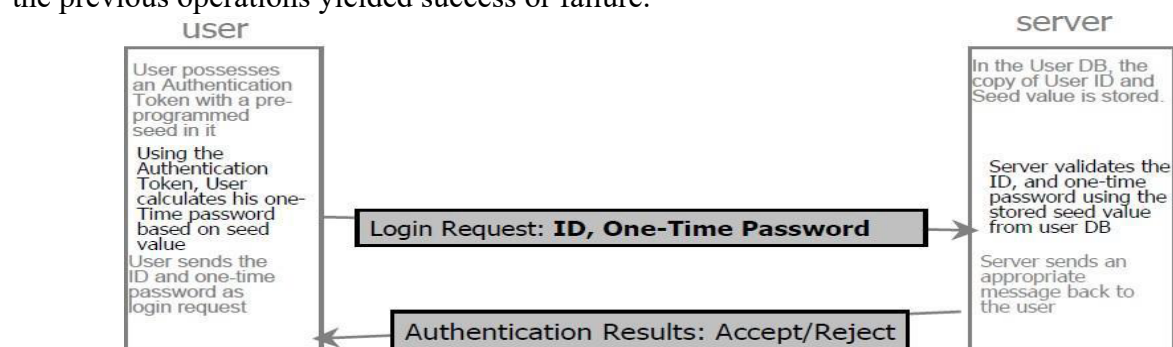 the previous operations yielded success or failure.
user
server
User possesses
an Authentication
Token with a pre-
programmed
seed in it
Using the
Authentication
Token, User
calculates his one-
Time password
based on seed
value
User sends the
ID and one-time
password as
login request
Login Request: ID, One-Time Password
Authentication Results: Accept/Reject
In the User DB, the
copy of User ID and
Seed value is stored.
Server validates the
ID, and one-time
password using the
stored seed value
from user DB
Server sends an
appropriate
message back to
the user